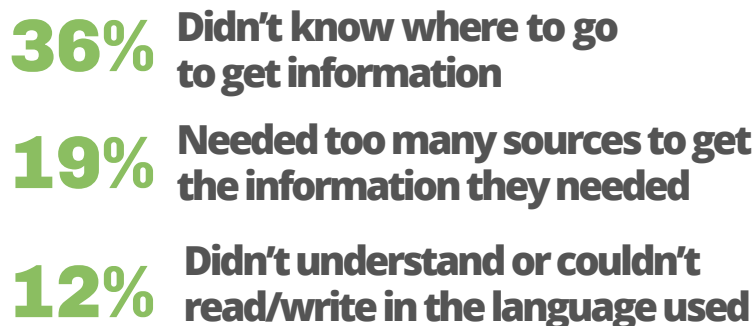 36% Didn't know where to go
to get information
19% Needed too many sources to get
the information they needed
12% Didn't understand or couldn't
read/write in the language used